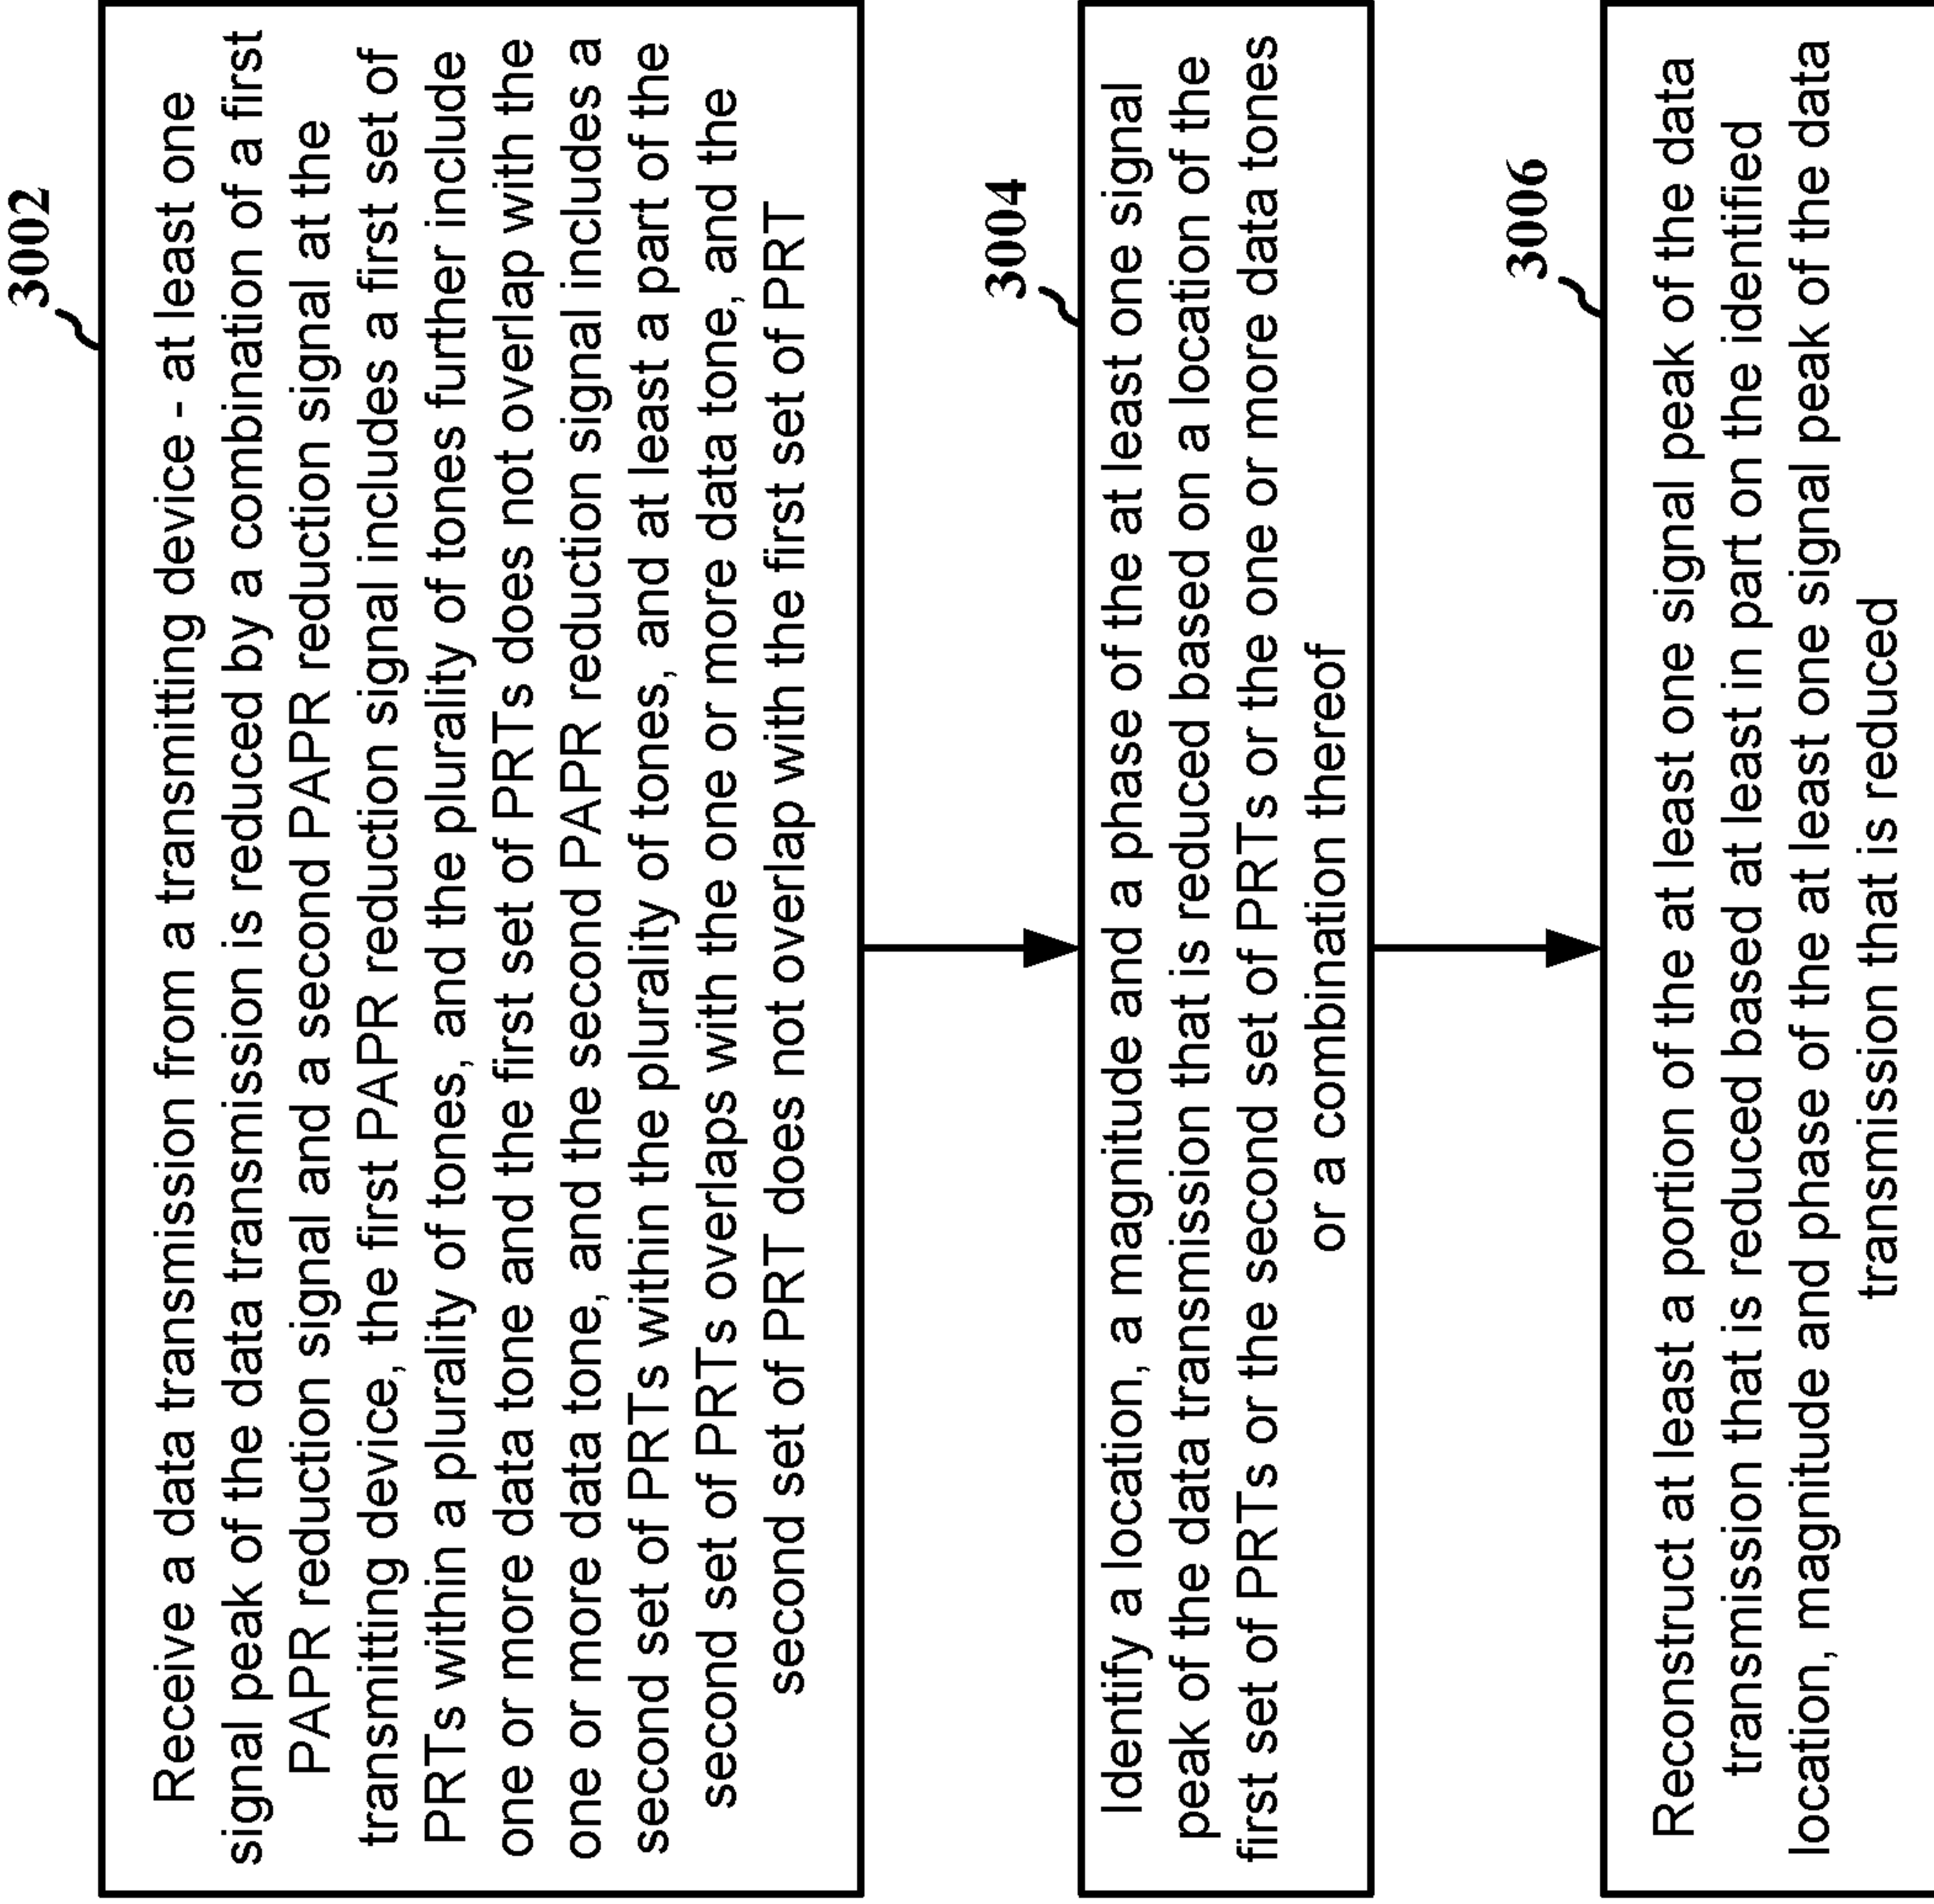 3002
Receive a data transmission from a transmitting device - at least one
signal peak of the data transmission is reduced by a combination of a first
PAPR reduction signal and a second PAPR reduction signal at the
transmitting device, the first PAPR reduction signal includes a first set of
PRTs within a plurality of tones, and the plurality of tones further include
one or more data tone and the first set of PRTs does not overlap with the
one or more data tone, and the second PAPR reduction signal includes a
second set of PRTs within the plurality of tones, and at least a part of the
second set of PRTs overlaps with the one or more data tone, and the
second set of PRT does not overlap with the first set of PRT
3004
Identify a location, a magnitude and a phase of the at least one signal
peak of the data transmission that is reduced based on a location of the
first set of PRTs or the second set of PRTs or the one or more data tones
or a combination thereof
3006
Reconstruct at least a portion of the at least one signal peak of the data
transmission that is reduced based at least in part on the identified
location, magnitude and phase of the at least one signal peak of the data
transmission that is reduced